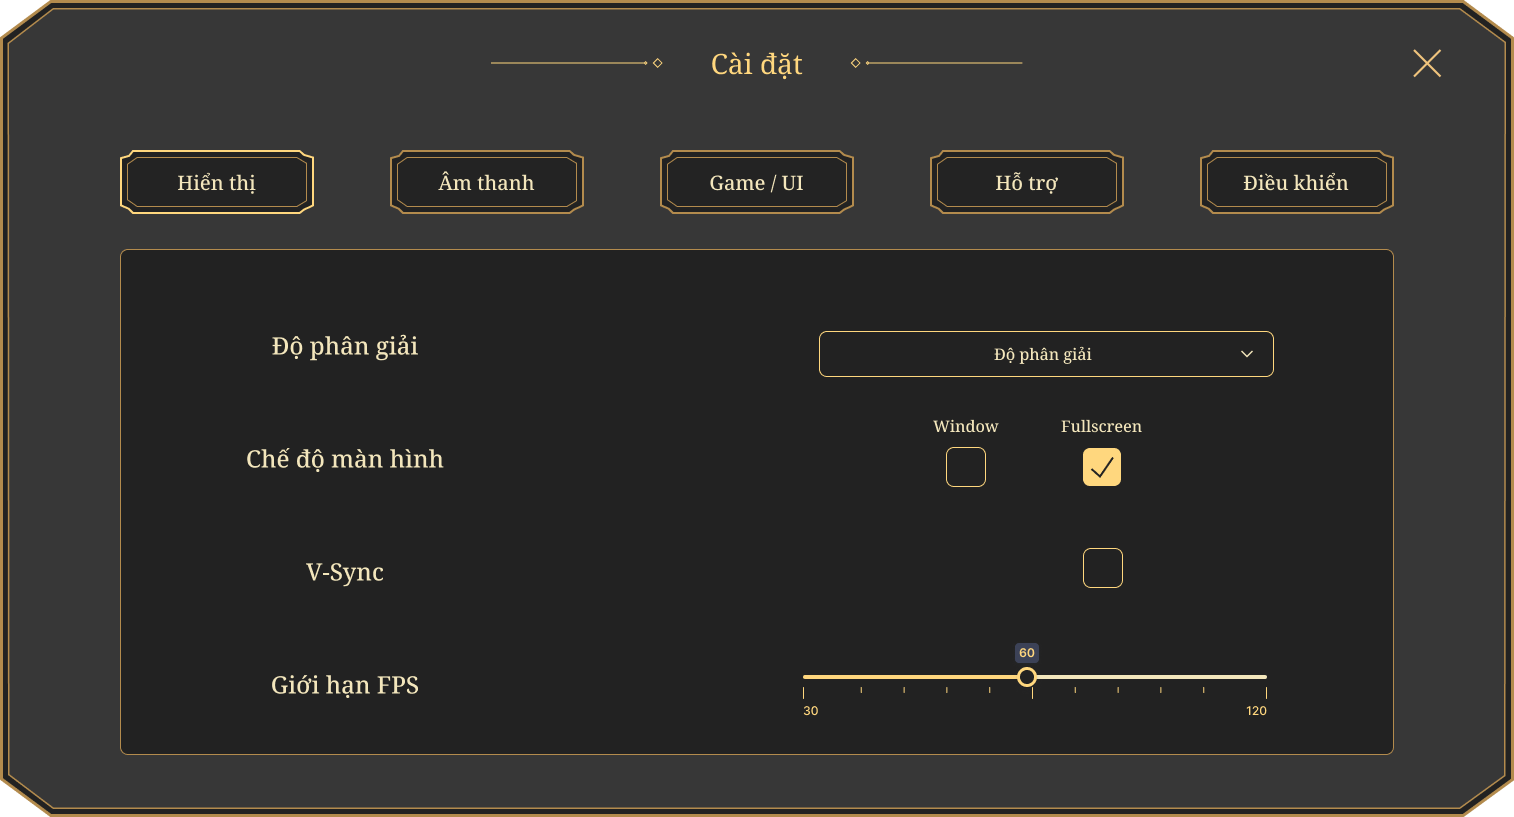 Cài đặt
Hiển thị
Âm thanh
Game / UI
Hỗ trợ
Điều khiển
Độ phân giải
Độ phân giải
Window
Fullscreen
Chế độ màn hình
V-Sync
60
Giới hạn FPS
30
120